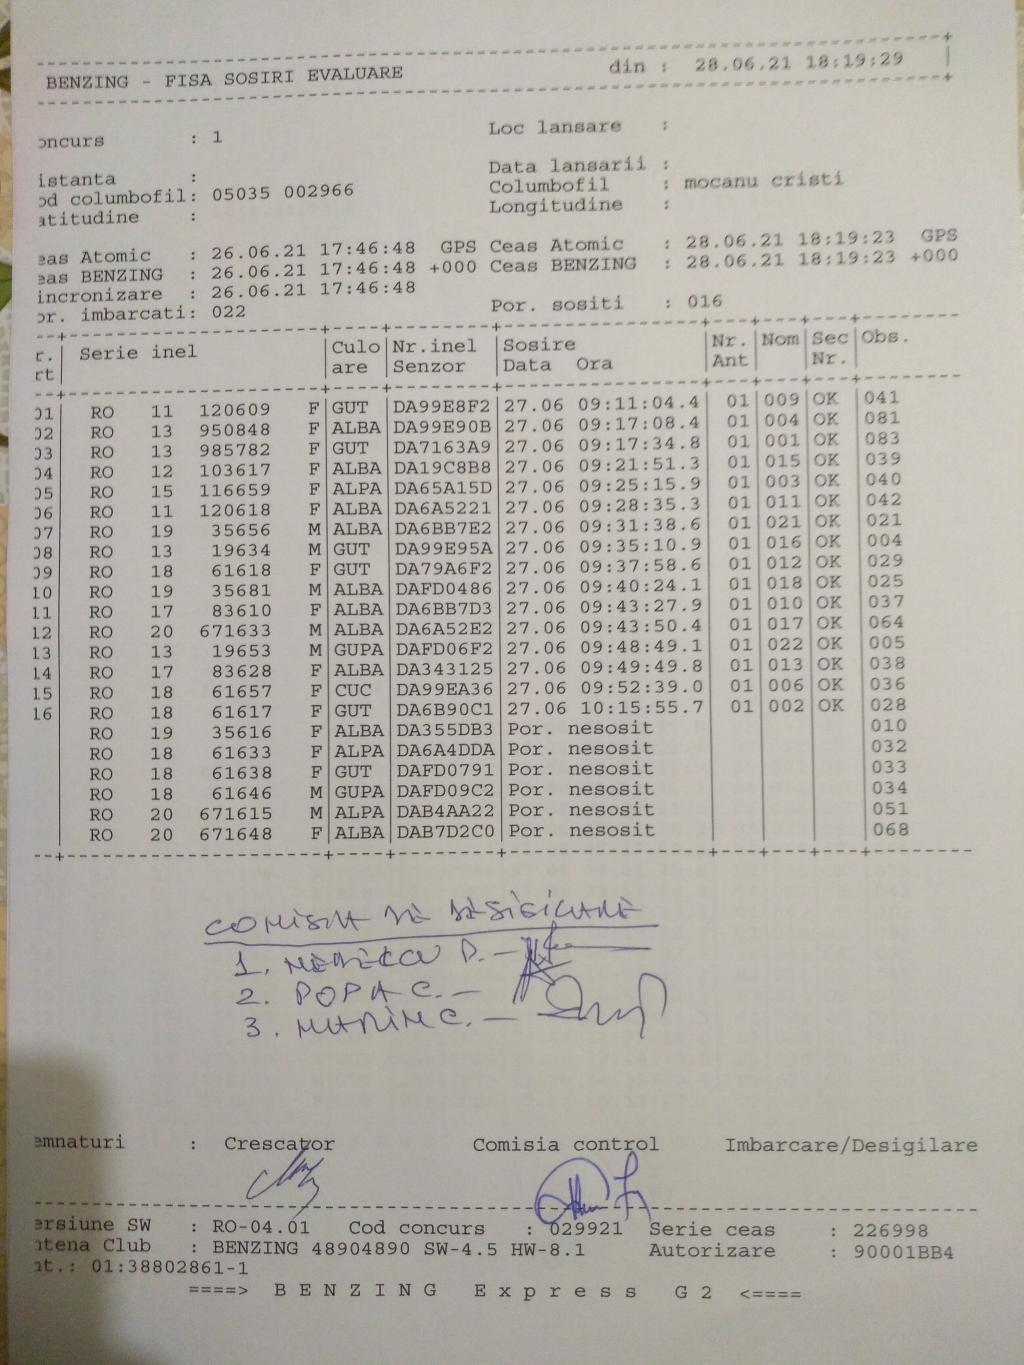 BENZING - FISA SOSIRI EVALUARE din : 28.06.21 18:19:29
oncurs : 1 Loc lansare :
istanta : Data lansarii :
od columbofil: 05035 002966 Columbofil : mocanu cristi
atitudine : Longitudine :
eas Atomic : 26.06.21 17:46:48 GPS Ceas Atomic : 28.06.21 18:19:23 GPS
eas BENZING : 26.06.21 17:46:48 +000 Ceas BENZING : 28.06.21 18:19:23 +000
incronizare : 26.06.21 17:46:48
or. imbarcati: 022 Por. sositi : 016
r. Serie inel Culo Nr.inel Sosire Nr. Nom Sec Obs.
rt are Senzor Data Ora Ant Nr.
01 RO 11 120609 F GUT DA99E8F2 27.06 09:11:04.4 01 009 OK 041
02 RO 13 950848 F ALBA DA99E90B 27.06 09:17:08.4 01 004 OK 081
03 RO 13 985782 F GUT DA7163A9 27.06 09:17:34.8 01 001 OK 083
04 RO 12 103617 F ALBA DA19C8B8 27.06 09:21:51.3 01 015 OK 039
05 RO 15 116659 F ALPA DA65A15D 27.06 09:25:15.9 01 003 OK 040
06 RO 11 120618 F ALBA DA6A5221 27.06 09:28:35.3 01 011 OK 042
07 RO 19 35656 M ALBA DA6BB7E2 27.06 09:31:38.6 01 021 OK 021
08 RO 13 19634 M GUT DA99E95A 27.06 09:35:10.9 01 016 OK 004
09 RO 18 61618 F GUT DA79A6F2 27.06 09:37:58.6 01 012 OK 029
10 RO 19 35681 M ALBA DAFD0486 27.06 09:40:24.1 01 018 OK 025
11 RO 17 83610 F ALBA DA6BB7D3 27.06 09:43:27.9 01 010 OK 037
12 RO 20 671633 M ALBA DA6A52E2 27.06 09:43:50.4 01 017 OK 064
13 RO 13 19653 M GUPA DAFD06F2 27.06 09:48:49.1 01 022 OK 005
14 RO 17 83628 F ALBA DA343125 27.06 09:49:49.8 01 013 OK 038
15 RO 18 61657 F CUC DA99EA36 27.06 09:52:39.0 01 006 OK 036
16 RO 18 61617 F GUT DA6B90C1 27.06 10:15:55.7 01 002 OK 028
RO 19 35616 F ALBA DA355DB3 Por. nesosit 010
RO 18 61633 F ALPA DA6A4DDA Por. nesosit 032
RO 18 61638 F GUT DAFD0791 Por. nesosit 033
RO 18 61646 M GUPA DAFD09C2 Por. nesosit 034
RO 20 671615 M ALPA DAB4AA22 Por. nesosit 051
RO 20 671648 F ALBA DAB7D2C0 Por. nesosit 068
COMISIA DE DESIGILARE
1. P. -
2. POPA C. -
3. MARIN C. -
emnaturi : Crescator Comisia control Imbarcare/Desigilare
ersiune SW : RO-04.01 Cod concurs : 029921 Serie ceas : 226998
ntena Club : BENZING 48904890 SW-4.5 HW-8.1 Autorizare : 90001BB4
at.: 01:38802861-1
====> B E N Z I N G E x p r e s s G 2 <====